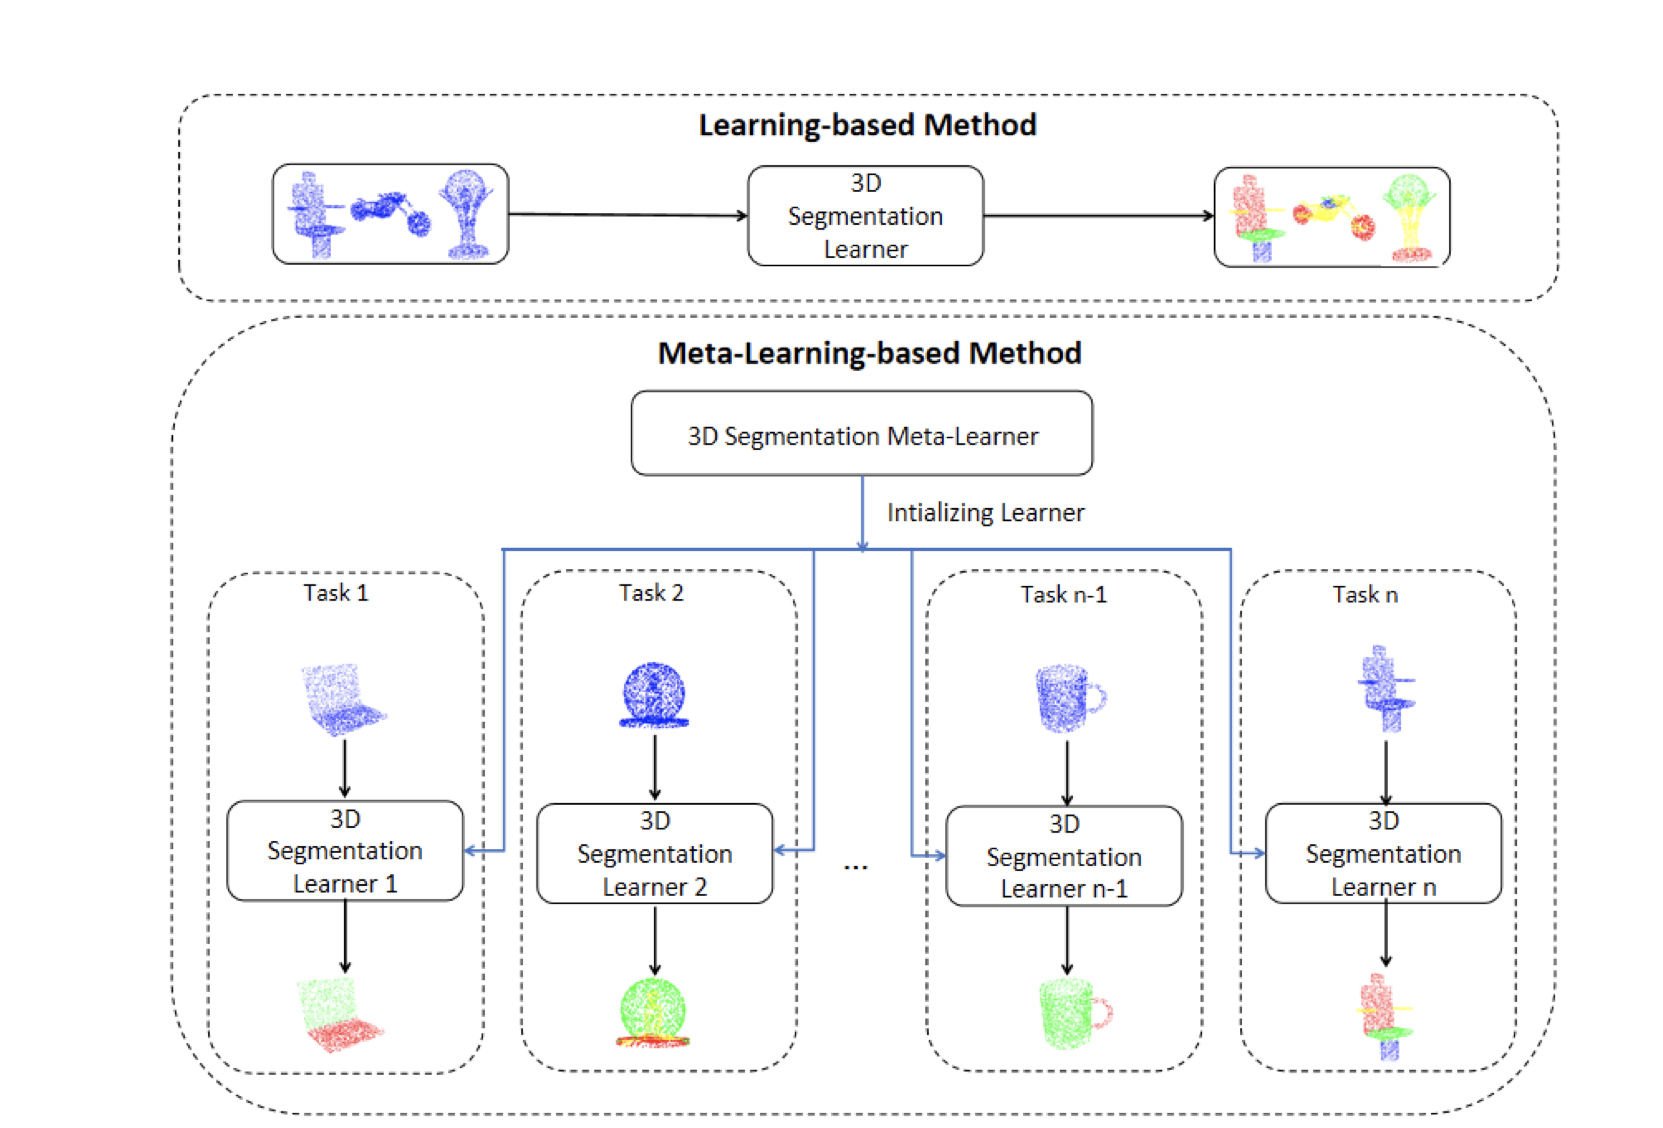 Learning-based Method
3D
Segmentation
Learner
Meta-Learning-based Method
3D Segmentation Meta-Learner
Intializing Learner
Task 1
Task 2
Task n-1
Task n
3D
Segmentation
Learner 1
3D
Segmentation
Learner 2
...
3D
Segmentation
Learner n-1
3D
Segmentation
Learner n